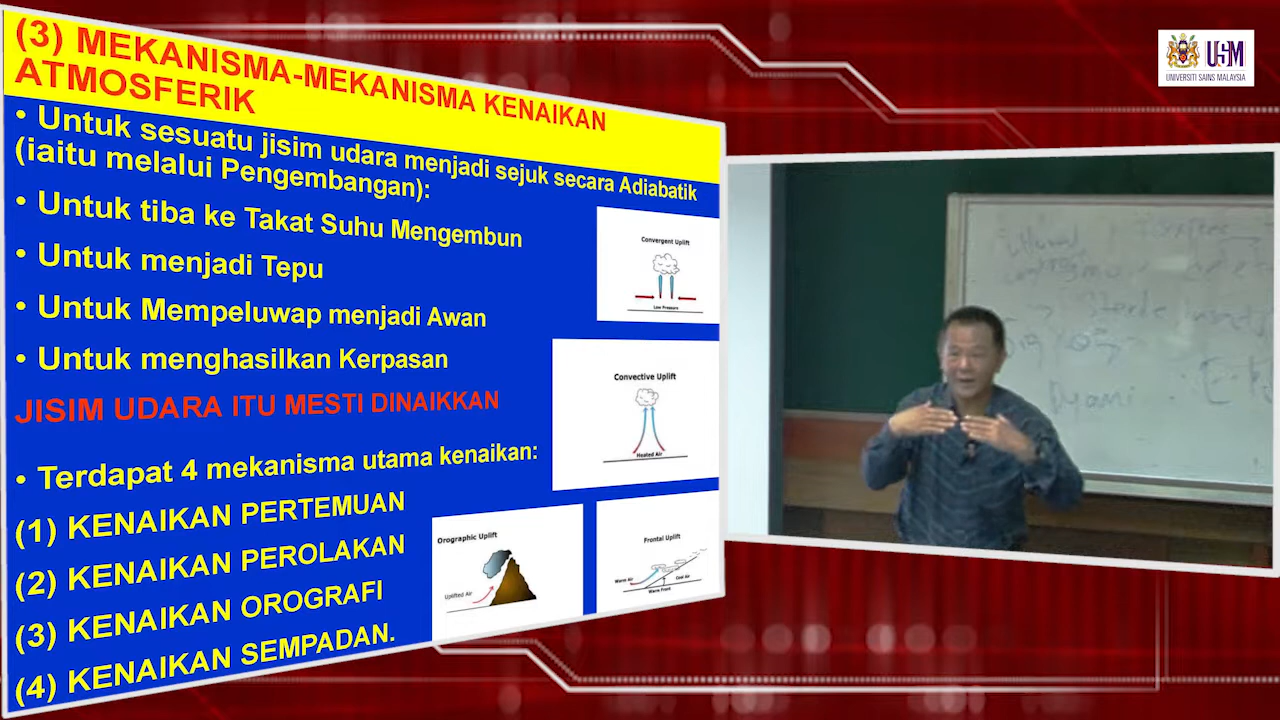 (3) MEKANISMA-MEKANISMA KENAIKAN
ATMOSFERIK
• Untuk sesuatu jisim udara menjadi sejuk secara Adiabatik
(iaitu melalui Pengembangan):
• Untuk tiba ke Takat Suhu Mengembun
• Untuk menjadi Tepu
• Untuk Mempeluwap menjadi Awan
• Untuk menghasilkan Kerpasan
JISIM UDARA ITU MESTI DINAIKKAN
• Terdapat 4 mekanisma utama kenaikan:
(1) KENAIKAN PERTEMUAN
(2) KENAIKAN PEROLAKAN
(3) KENAIKAN OROGRAFI
(4) KENAIKAN SEMPADAN.
Convergent Uplift
Low Pressure
Convective Uplift
Heated Air
Orographic Uplift
Uplifted Air
Frontal Uplift
Warm Air
Cool Air
Warm Front
USM
UNIVERSITI SAINS MALAYSIA